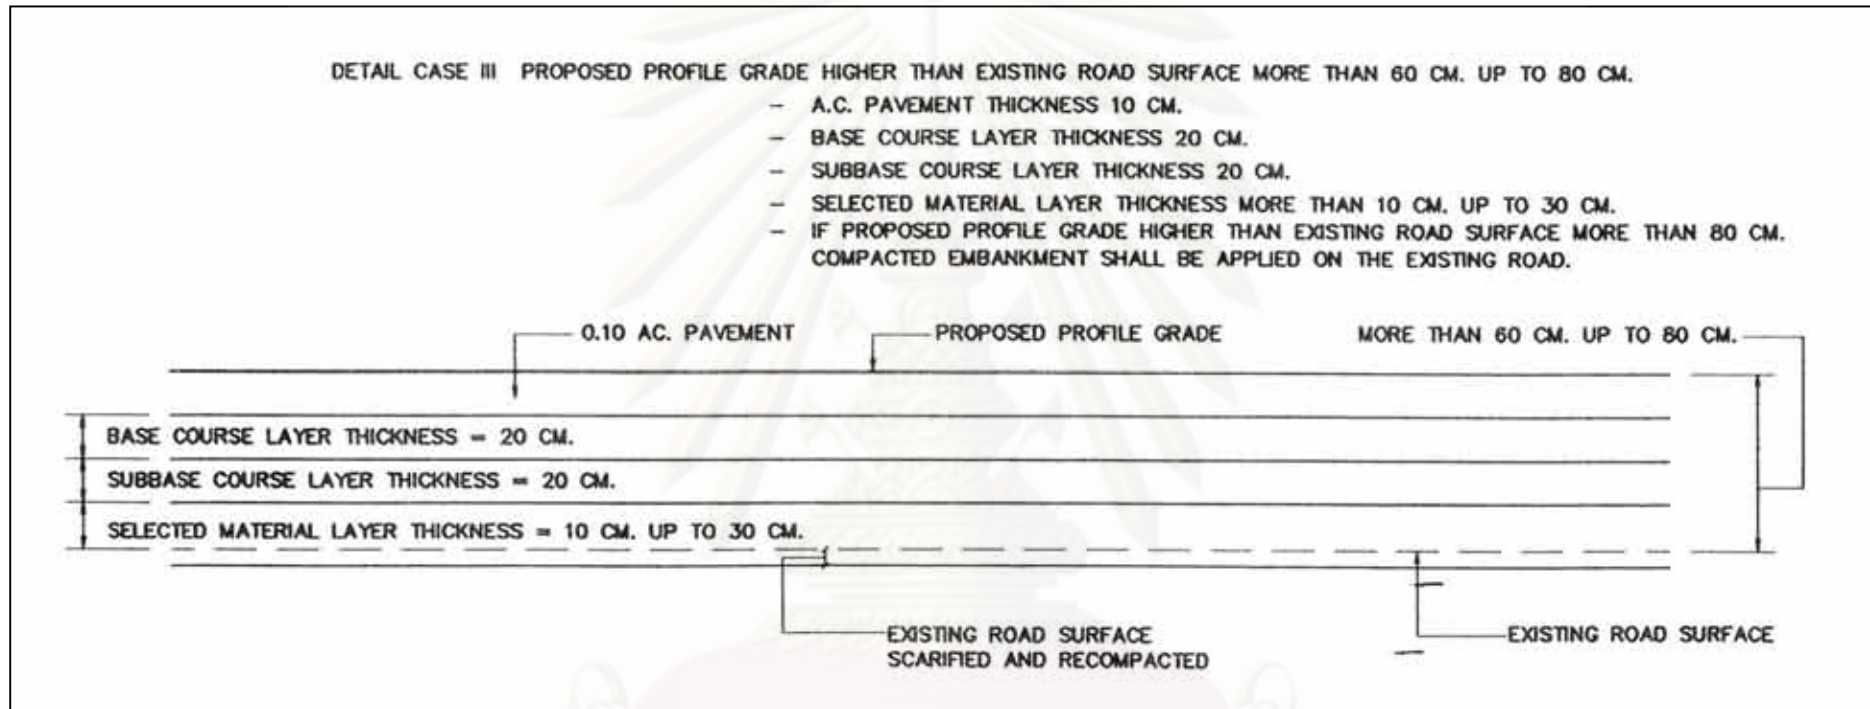 DETAIL CASE III PROPOSED PROFILE GRADE HIGHER THAN EXISTING ROAD SURFACE MORE THAN 60 CM. UP TO 80 CM.
- A.C. PAVEMENT THICKNESS 10 CM.
- BASE COURSE LAYER THICKNESS 20 CM.
- SUBBASE COURSE LAYER THICKNESS 20 CM.
- SELECTED MATERIAL LAYER THICKNESS MORE THAN 10 CM. UP TO 30 CM.
- IF PROPOSED PROFILE GRADE HIGHER THAN EXISTING ROAD SURFACE MORE THAN 80 CM.
COMPACTED EMBANKMENT SHALL BE APPLIED ON THE EXISTING ROAD.
0.10 AC. PAVEMENT
PROPOSED PROFILE GRADE
MORE THAN 60 CM. UP TO 80 CM.
BASE COURSE LAYER THICKNESS = 20 CM.
SUBBASE COURSE LAYER THICKNESS = 20 CM.
SELECTED MATERIAL LAYER THICKNESS = 10 CM. UP TO 30 CM.
EXISTING ROAD SURFACE
SCARIFIED AND RECOMPACTED
EXISTING ROAD SURFACE